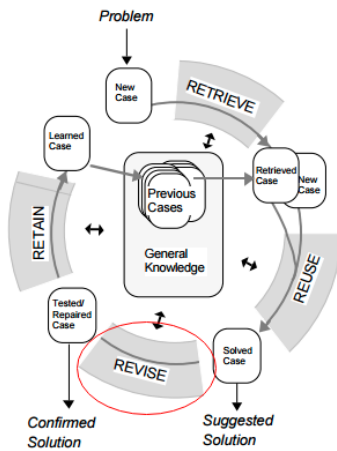 Problem
New
Case
RETRIEVE
Learned
Case
Previous
Cases
Retrieved
Case
New
Case
General
Knowledge
RETAIN
REUSE
Tested/
Repaired
Case
REVISE
Solved
Case
Confirmed
Solution
Suggested
Solution